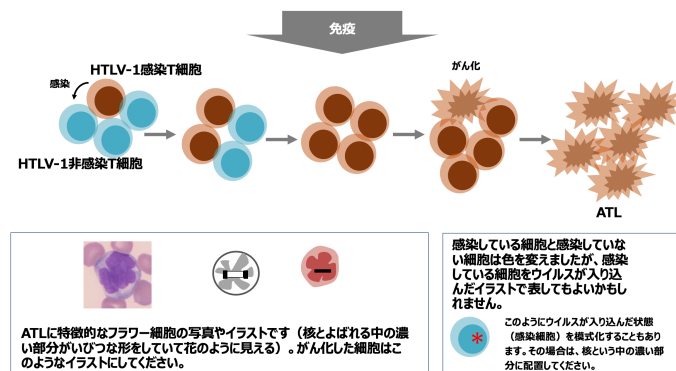 免疫
HTLV-1感染T細胞
感染
がん化
HTLV-1非感染T細胞
ATL
ATLに特徴的なフラワー細胞の写真やイラストです（核とよばれる中の濃
い部分がいびつな形をしていて花のように見える）。がん化した細胞はこ
のようなイラストにしてください。
感染している細胞と感染していな
い細胞は色を変えましたが、感染
している細胞をウイルスが入り込
んだイラストで表してもよいかもし
れません。
このようにウイルスが入り込んだ状態
（感染細胞）を模式化することもあり
ます。その場合は、核という中の濃い部
分に配置してください。
*